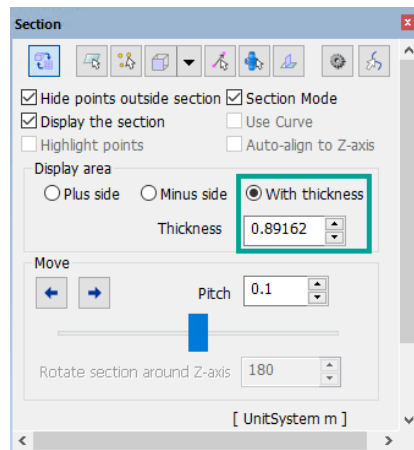 Section
Hide points outside section Section Mode
Display the section Use Curve
Highlight points Auto-align to Z-axis
Display area
Plus side Minus side With thickness
Thickness 0.89162
Move
Pitch 0.1
Rotate section around Z-axis 180
[ UnitSystem m ]